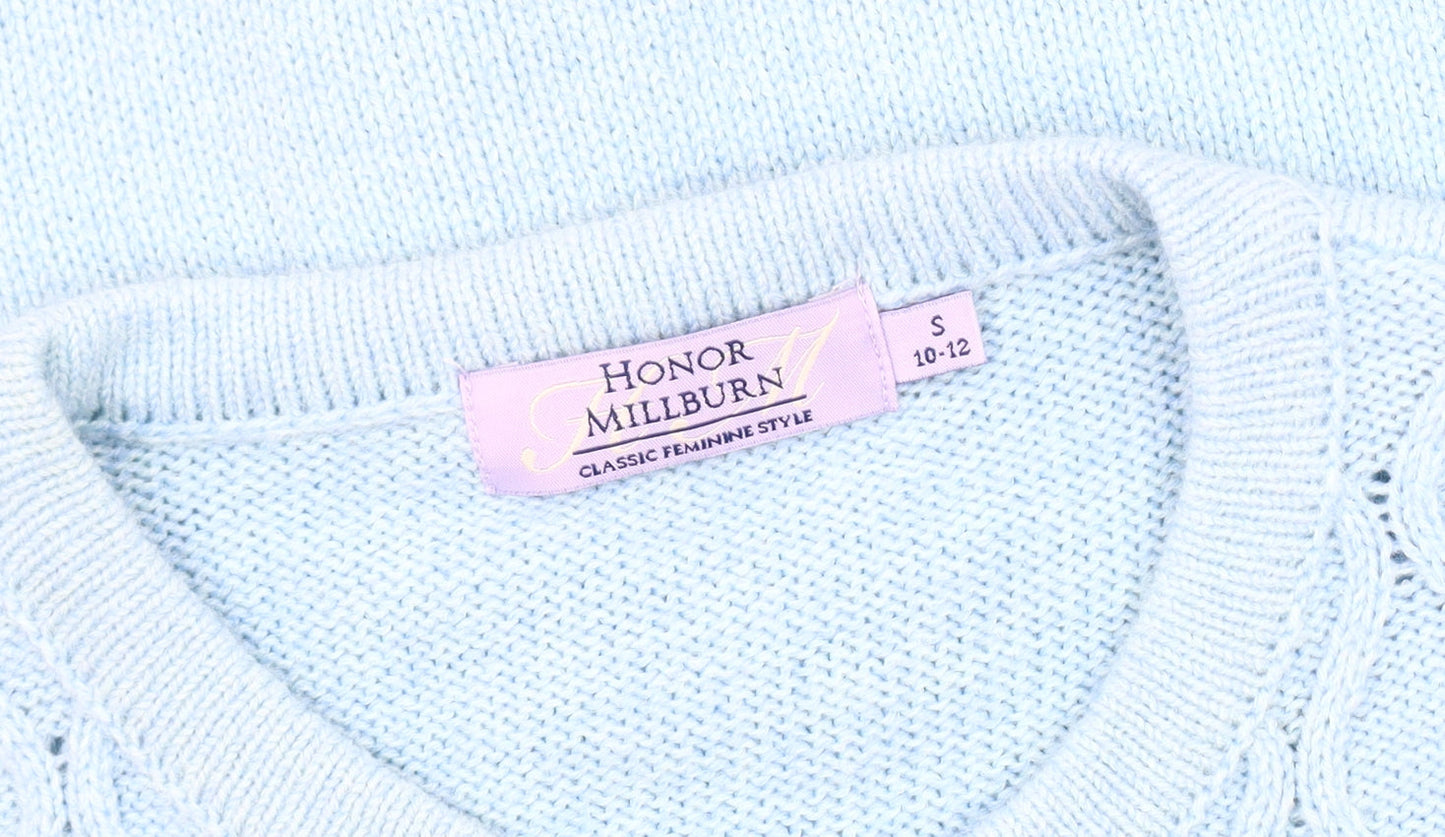 HONOR
MILLBURN
CLASSIC FEMININE STYLE
S
10-12